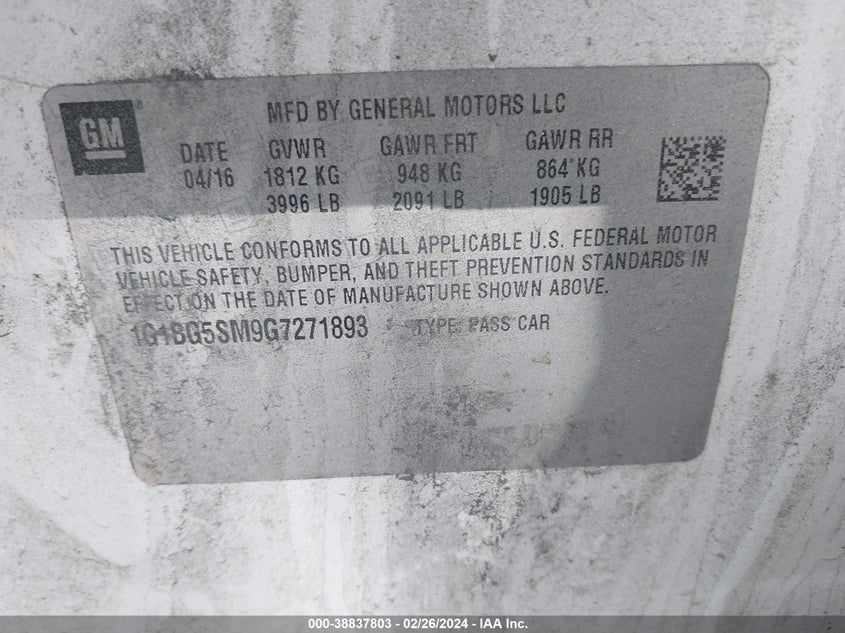 GM
MFD BY GENERAL MOTORS LLC
DATE GVWR GAWR FRT GAWR RR
04/16 1812 KG 948 KG 864 KG
3996 LB 2091 LB 1905 LB
THIS VEHICLE CONFORMS TO ALL APPLICABLE U.S. FEDERAL MOTOR
VEHICLE SAFETY, BUMPER, AND THEFT PREVENTION STANDARDS IN
EFFECT ON THE DATE OF MANUFACTURE SHOWN ABOVE.
1G1BG5SM9G7271893 TYPE: PASS CAR
000-38837803 - 02/26/2024 - IAA Inc.